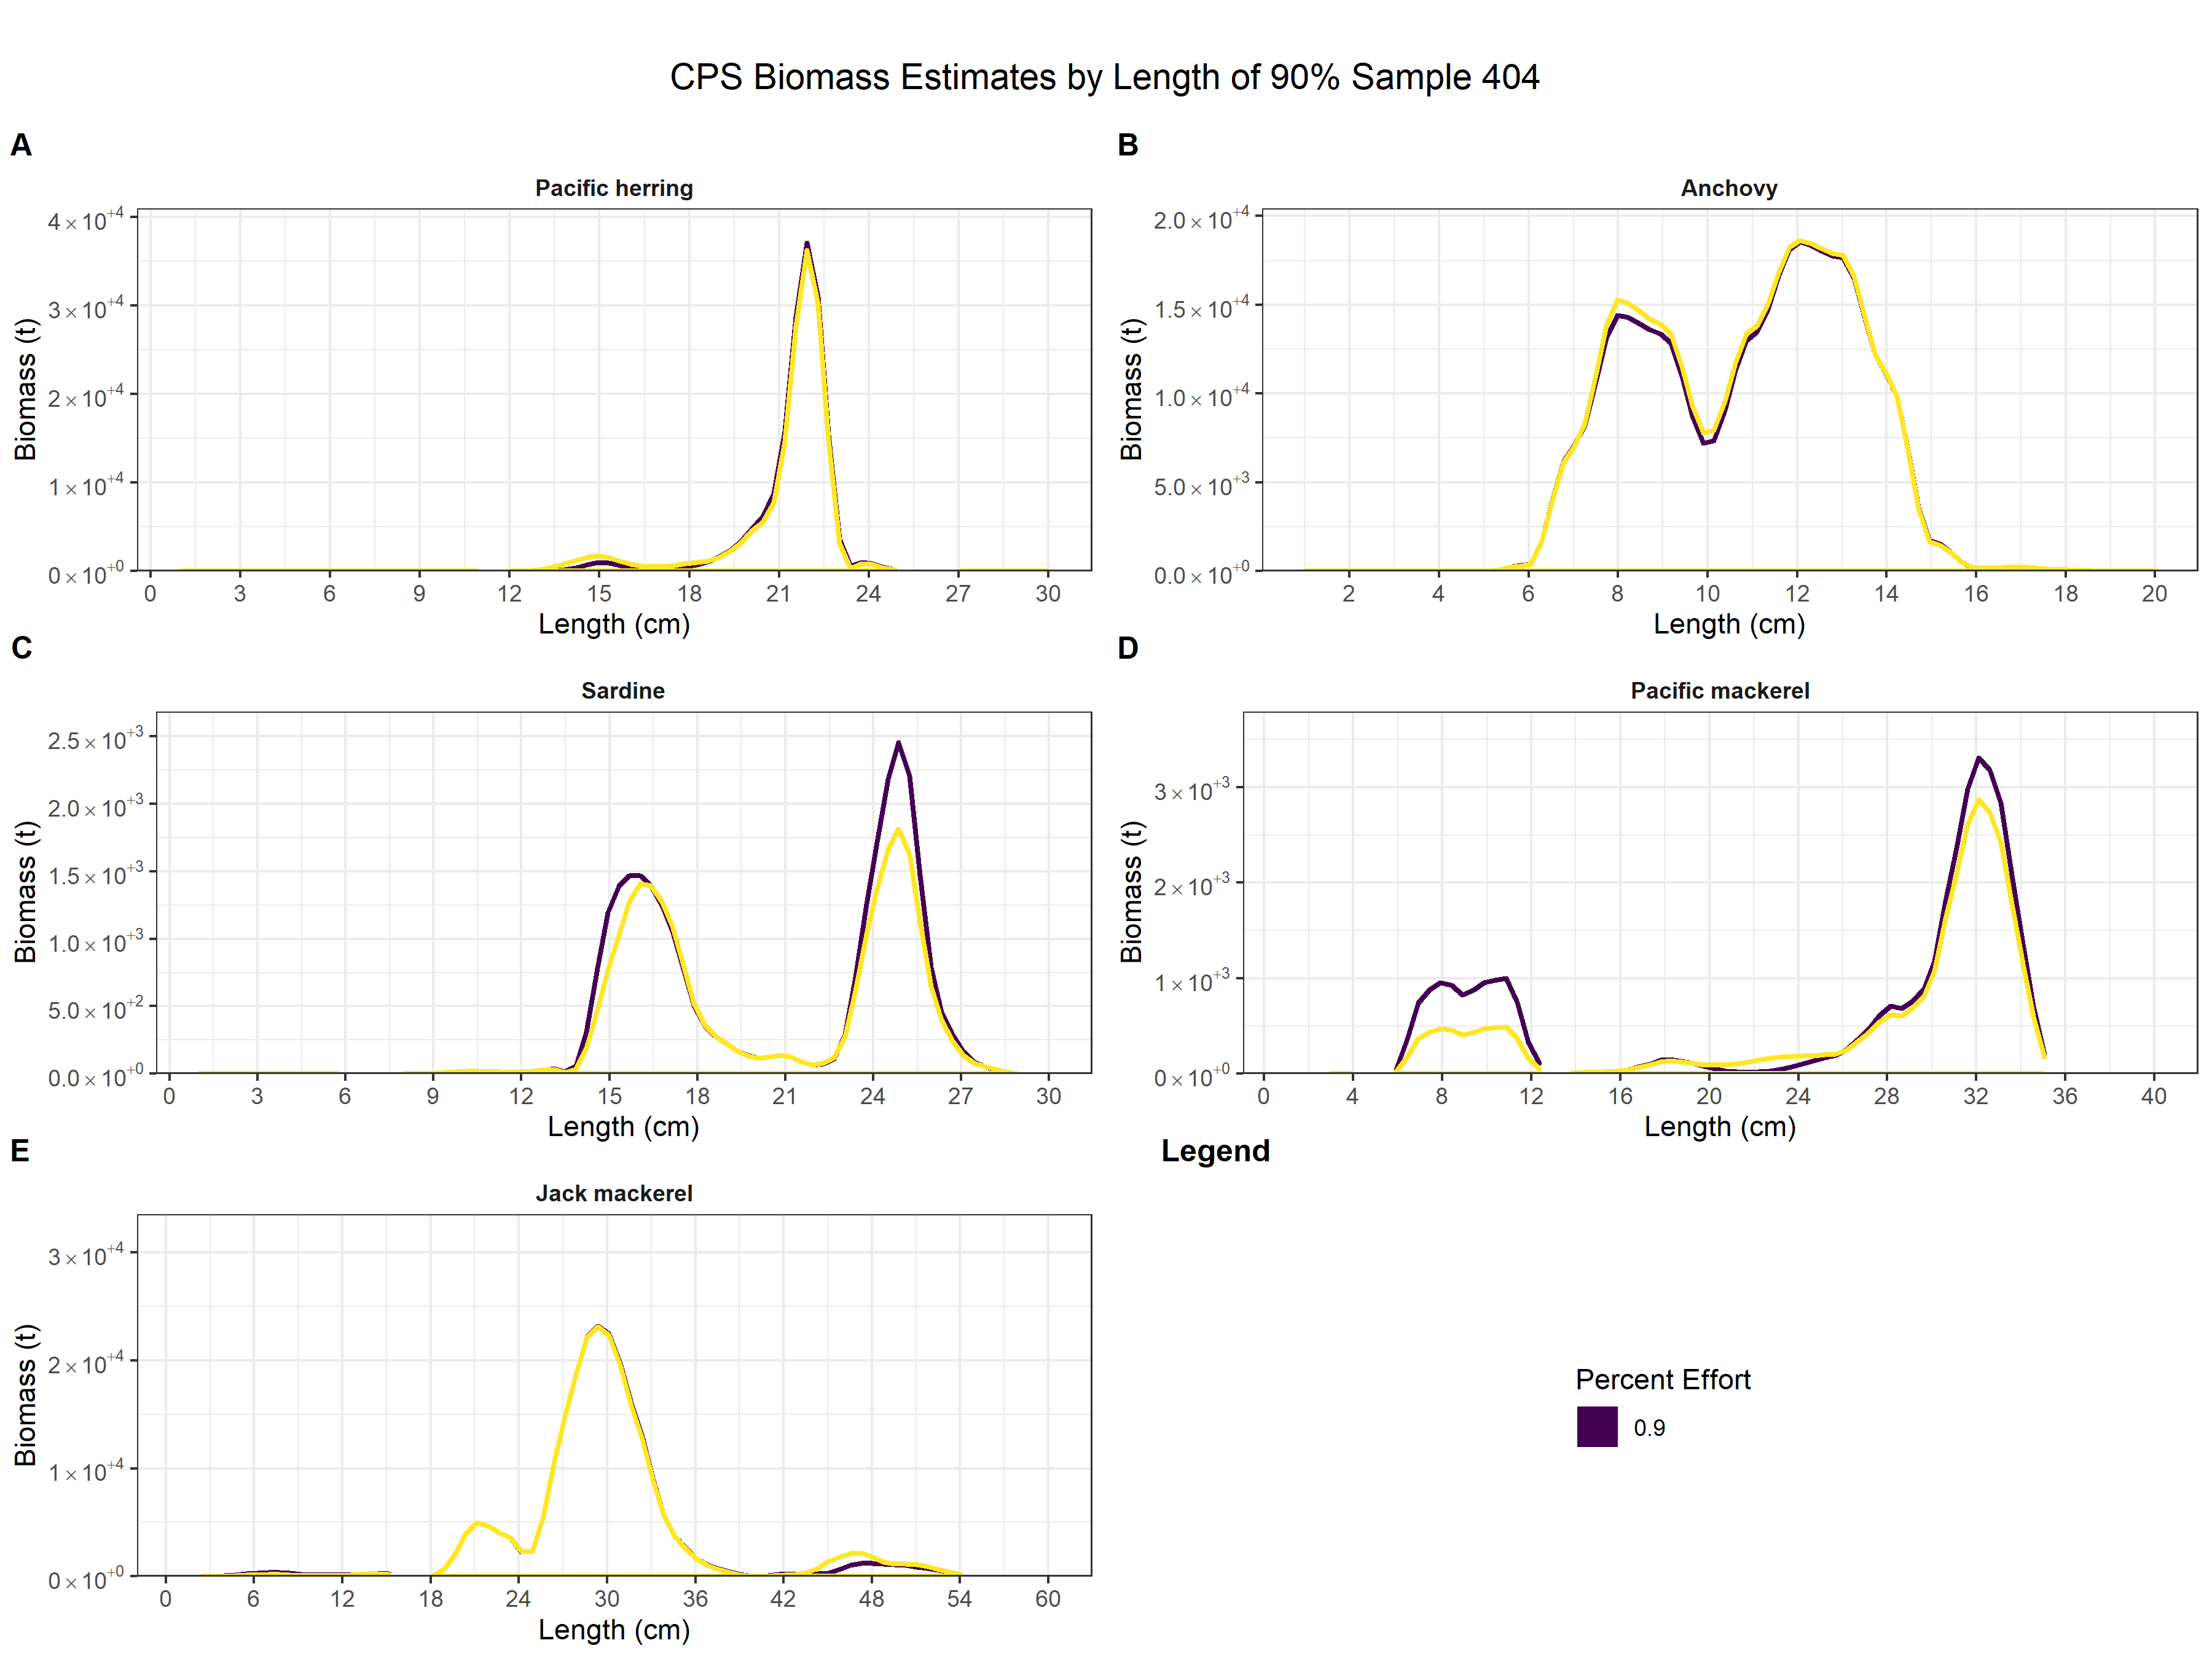 CPS Biomass Estimates by Length of 90% Sample 404
A
Pacific herring
Biomass (t)
4×10⁺⁴
3×10⁺⁴
2×10⁺⁴
1×10⁺⁴
0×10⁺⁰
0 3 6 9 12 15 18 21 24 27 30
Length (cm)
B
Anchovy
Biomass (t)
2.0×10⁺⁴
1.5×10⁺⁴
1.0×10⁺⁴
5.0×10⁺³
0.0×10⁺⁰
2 4 6 8 10 12 14 16 18 20
Length (cm)
C
Sardine
Biomass (t)
2.5×10⁺³
2.0×10⁺³
1.5×10⁺³
1.0×10⁺³
5.0×10⁺²
0.0×10⁺⁰
0 3 6 9 12 15 18 21 24 27 30
Length (cm)
D
Pacific mackerel
Biomass (t)
3×10⁺³
2×10⁺³
1×10⁺³
0×10⁺⁰
0 4 8 12 16 20 24 28 32 36 40
Length (cm)
E
Jack mackerel
Biomass (t)
3×10⁺⁴
2×10⁺⁴
1×10⁺⁴
0×10⁺⁰
0 6 12 18 24 30 36 42 48 54 60
Length (cm)
Legend
Percent Effort
0.9